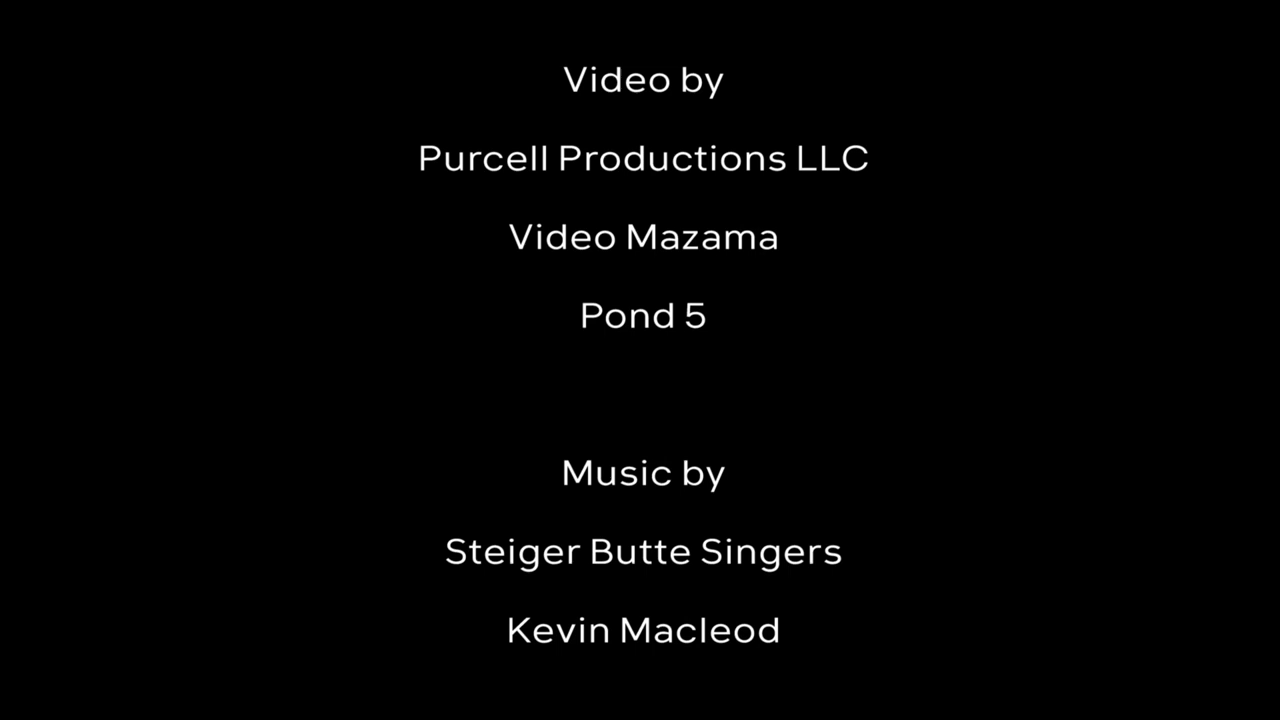 Video by
Purcell Productions LLC
Video Mazama
Pond 5
Music by
Steiger Butte Singers
Kevin Macleod